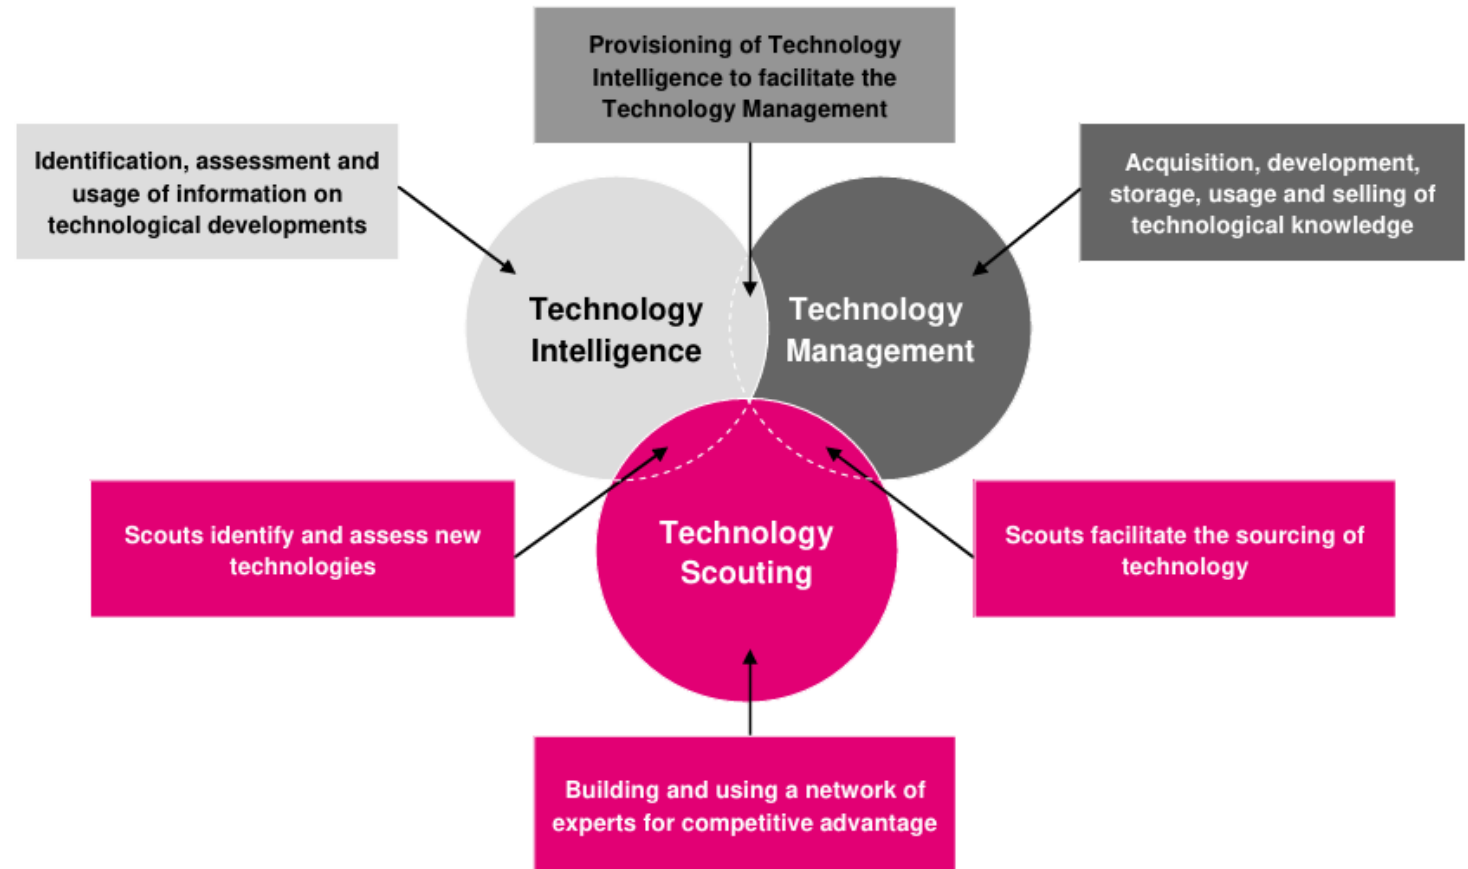 Provisioning of Technology
Intelligence to facilitate the
Technology Management
Identification, assessment and
usage of information on
technological developments
Acquisition, development,
storage, usage and selling of
technological knowledge
Technology
Intelligence
Technology
Management
Scouts identify and assess new
technologies
Technology
Scouting
Scouts facilitate the sourcing of
technology
Building and using a network of
experts for competitive advantage